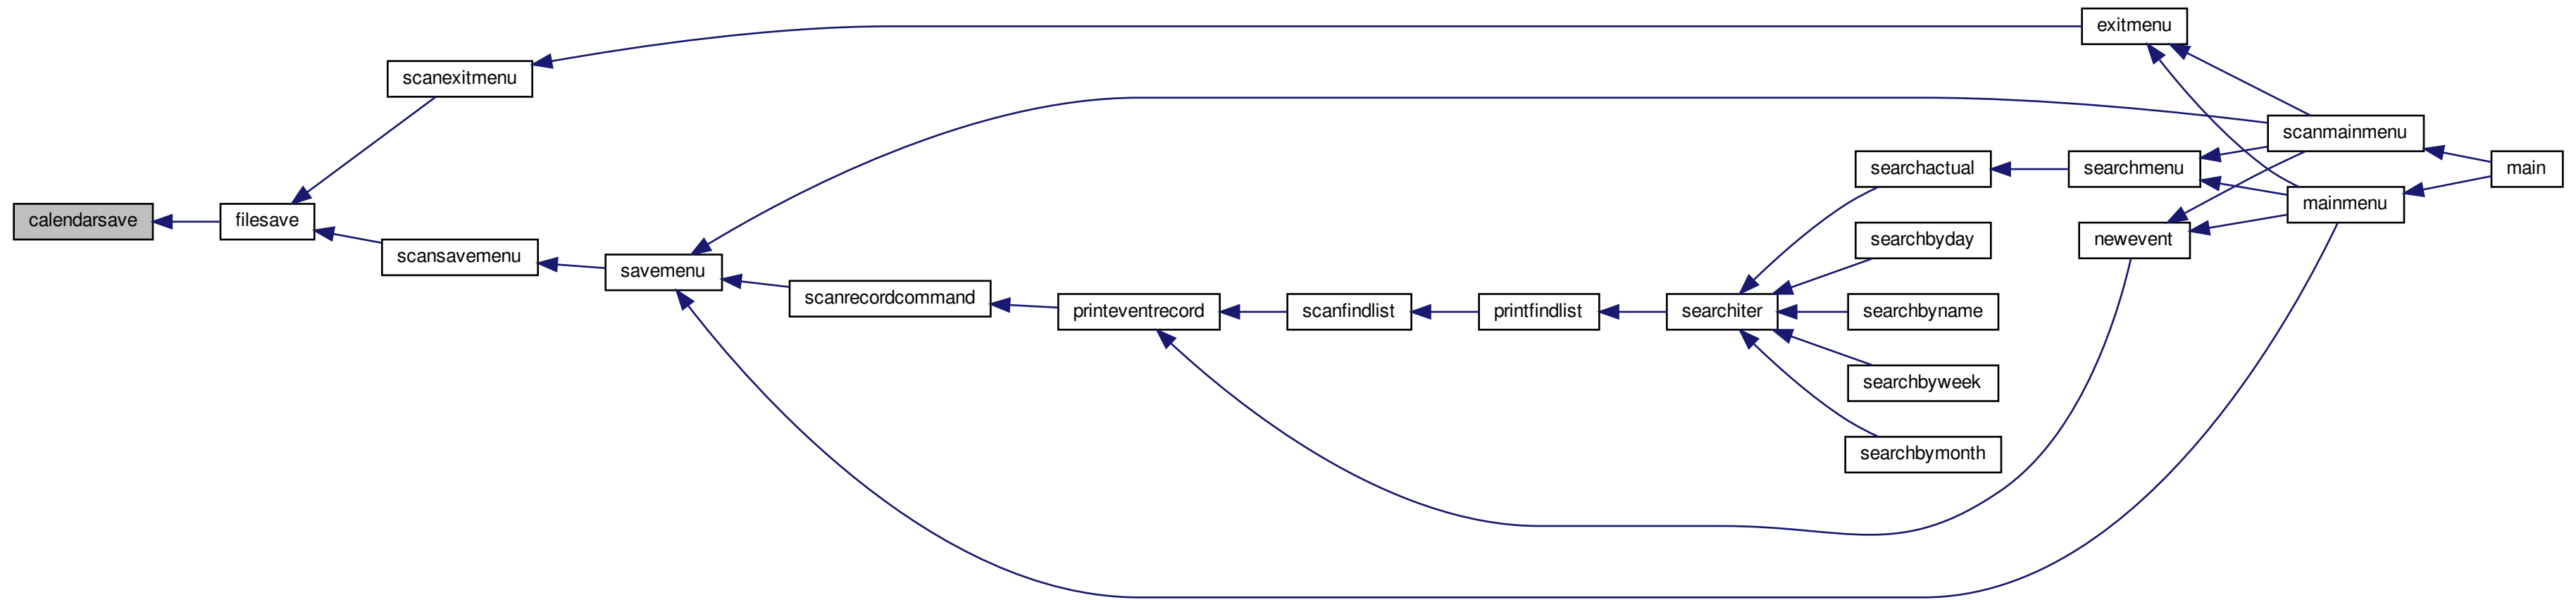 exitmenu
scanexitmenu
scanmainmenu
searchactual
searchmenu
main
mainmenu
calendarsave
filesave
searchbyday
newevent
scansavemenu
savemenu
scanrecordcommand
printeventrecord
scanfindlist
printfindlist
searchiter
searchbyname
searchbyweek
searchbymonth